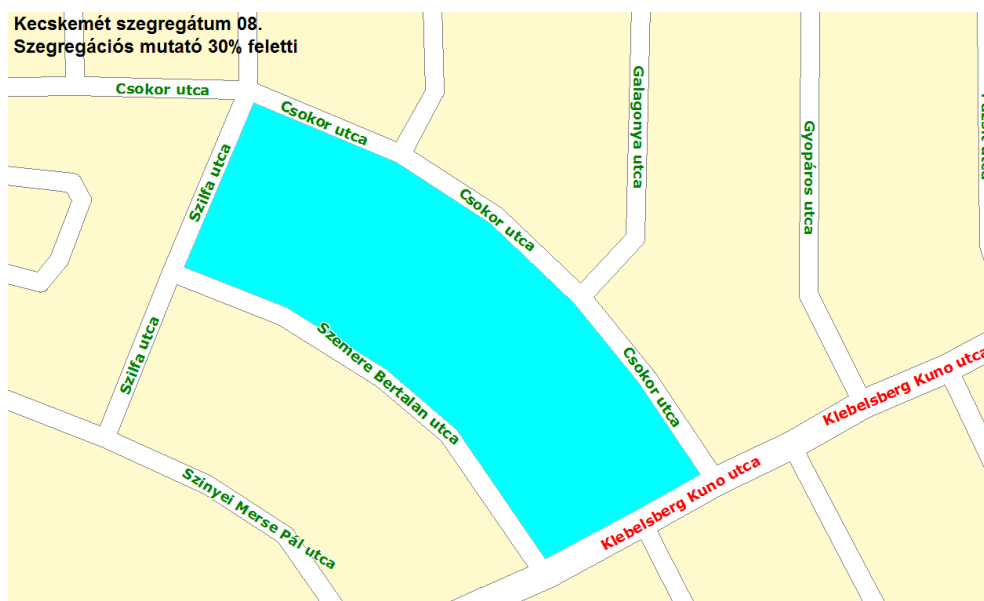 Kecskemét szegregátum 08.
Szegregációs mutató 30% feletti
Csokor utca
Csokor utca
Galagonya utca
Gyopáros utca
Szilfa utca
Csokor utca
Szilfa utca
Szemere Bertalan utca
Csokor utca
Klebelsberg Kuno utca
Klebelsberg Kuno utca
Szinyei Merse Pál utca
utca